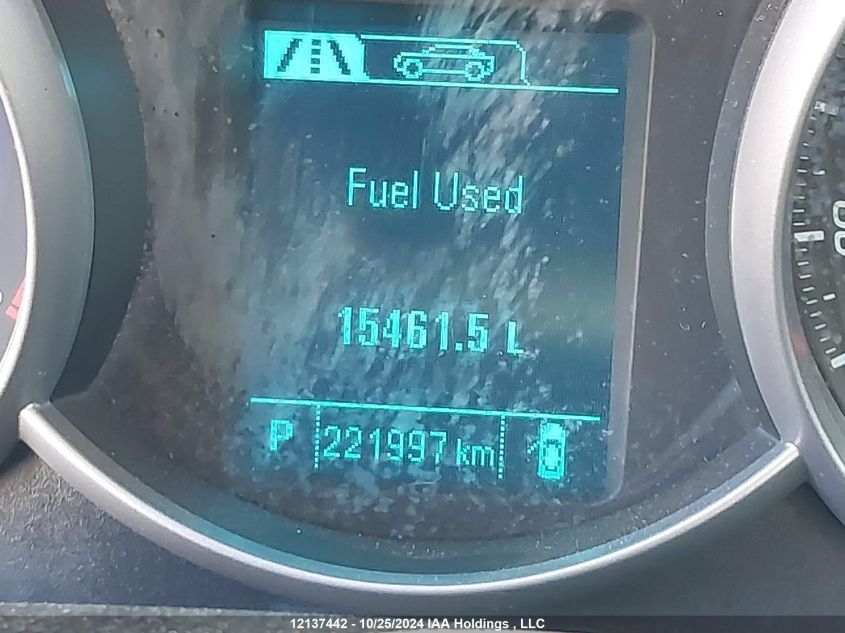 Fuel Used
15461.5 L
P 221997 km
12137442 - 10/25/2024 IAA Holdings , LLC